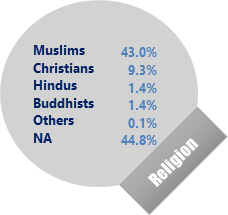 Muslims 43.0%
Christians 9.3%
Hindus 1.4%
Buddhists 1.4%
Others 0.1%
NA 44.8%
Religion